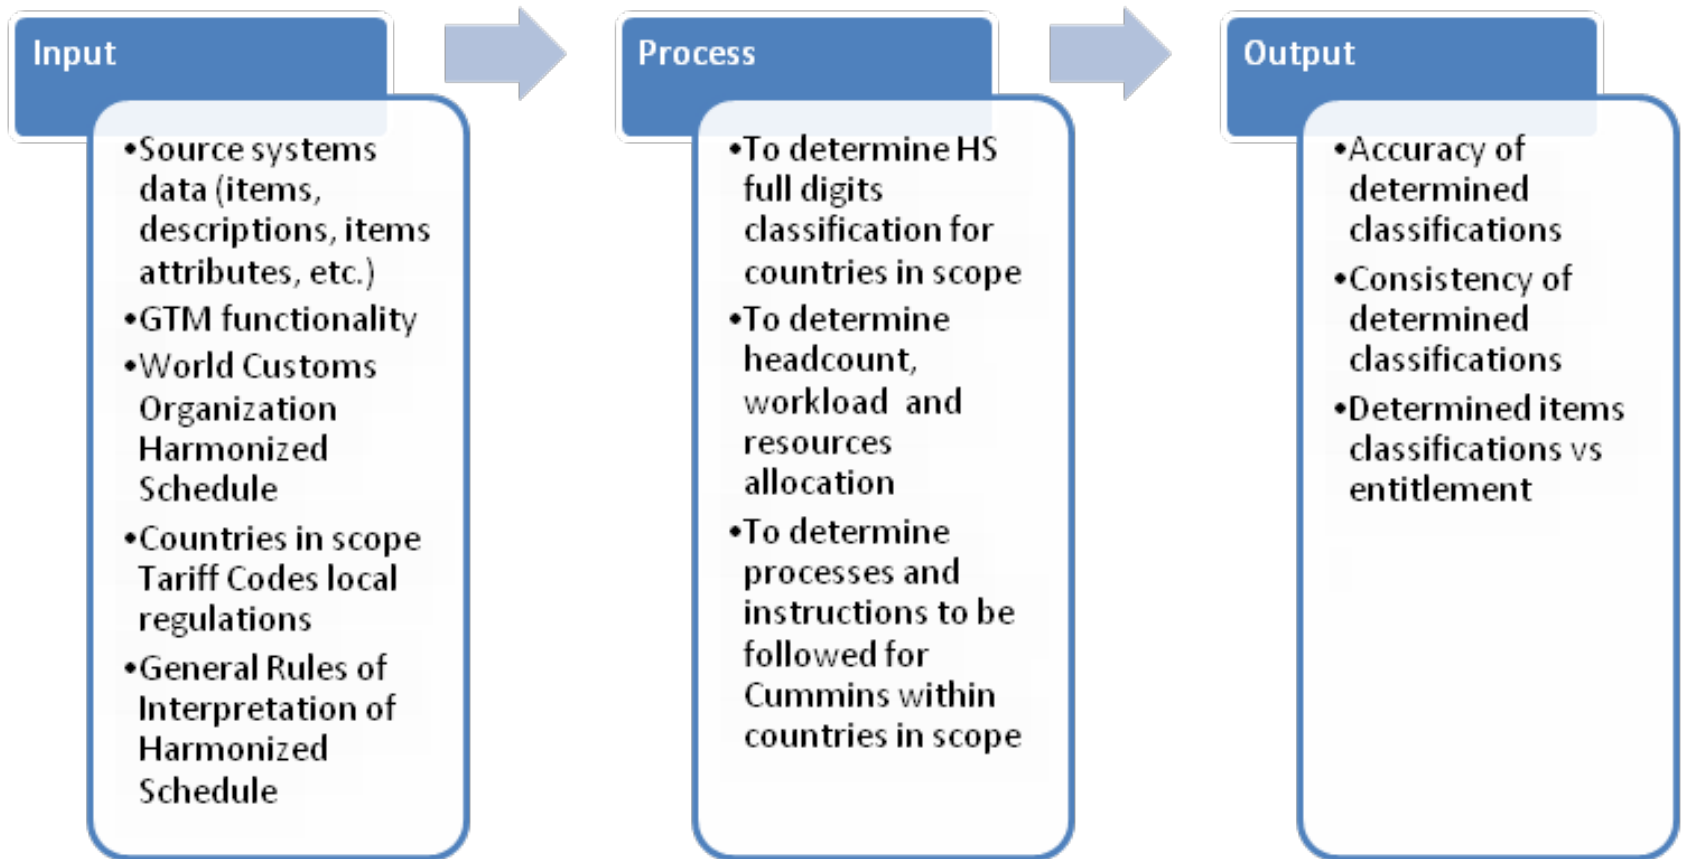 Input
•Source systems
data (items,
descriptions, items
attributes, etc.)
•GTM functionality
•World Customs
Organization
Harmonized
Schedule
•Countries in scope
Tariff Codes local
regulations
•General Rules of
Interpretation of
Harmonized
Schedule
Process
•To determine HS
full digits
classification for
countries in scope
•To determine
headcount,
workload and
resources
allocation
•To determine
processes and
instructions to be
followed for
Cummins within
countries in scope
Output
•Accuracy of
determined
classifications
•Consistency of
determined
classifications
•Determined items
classifications vs
entitlement